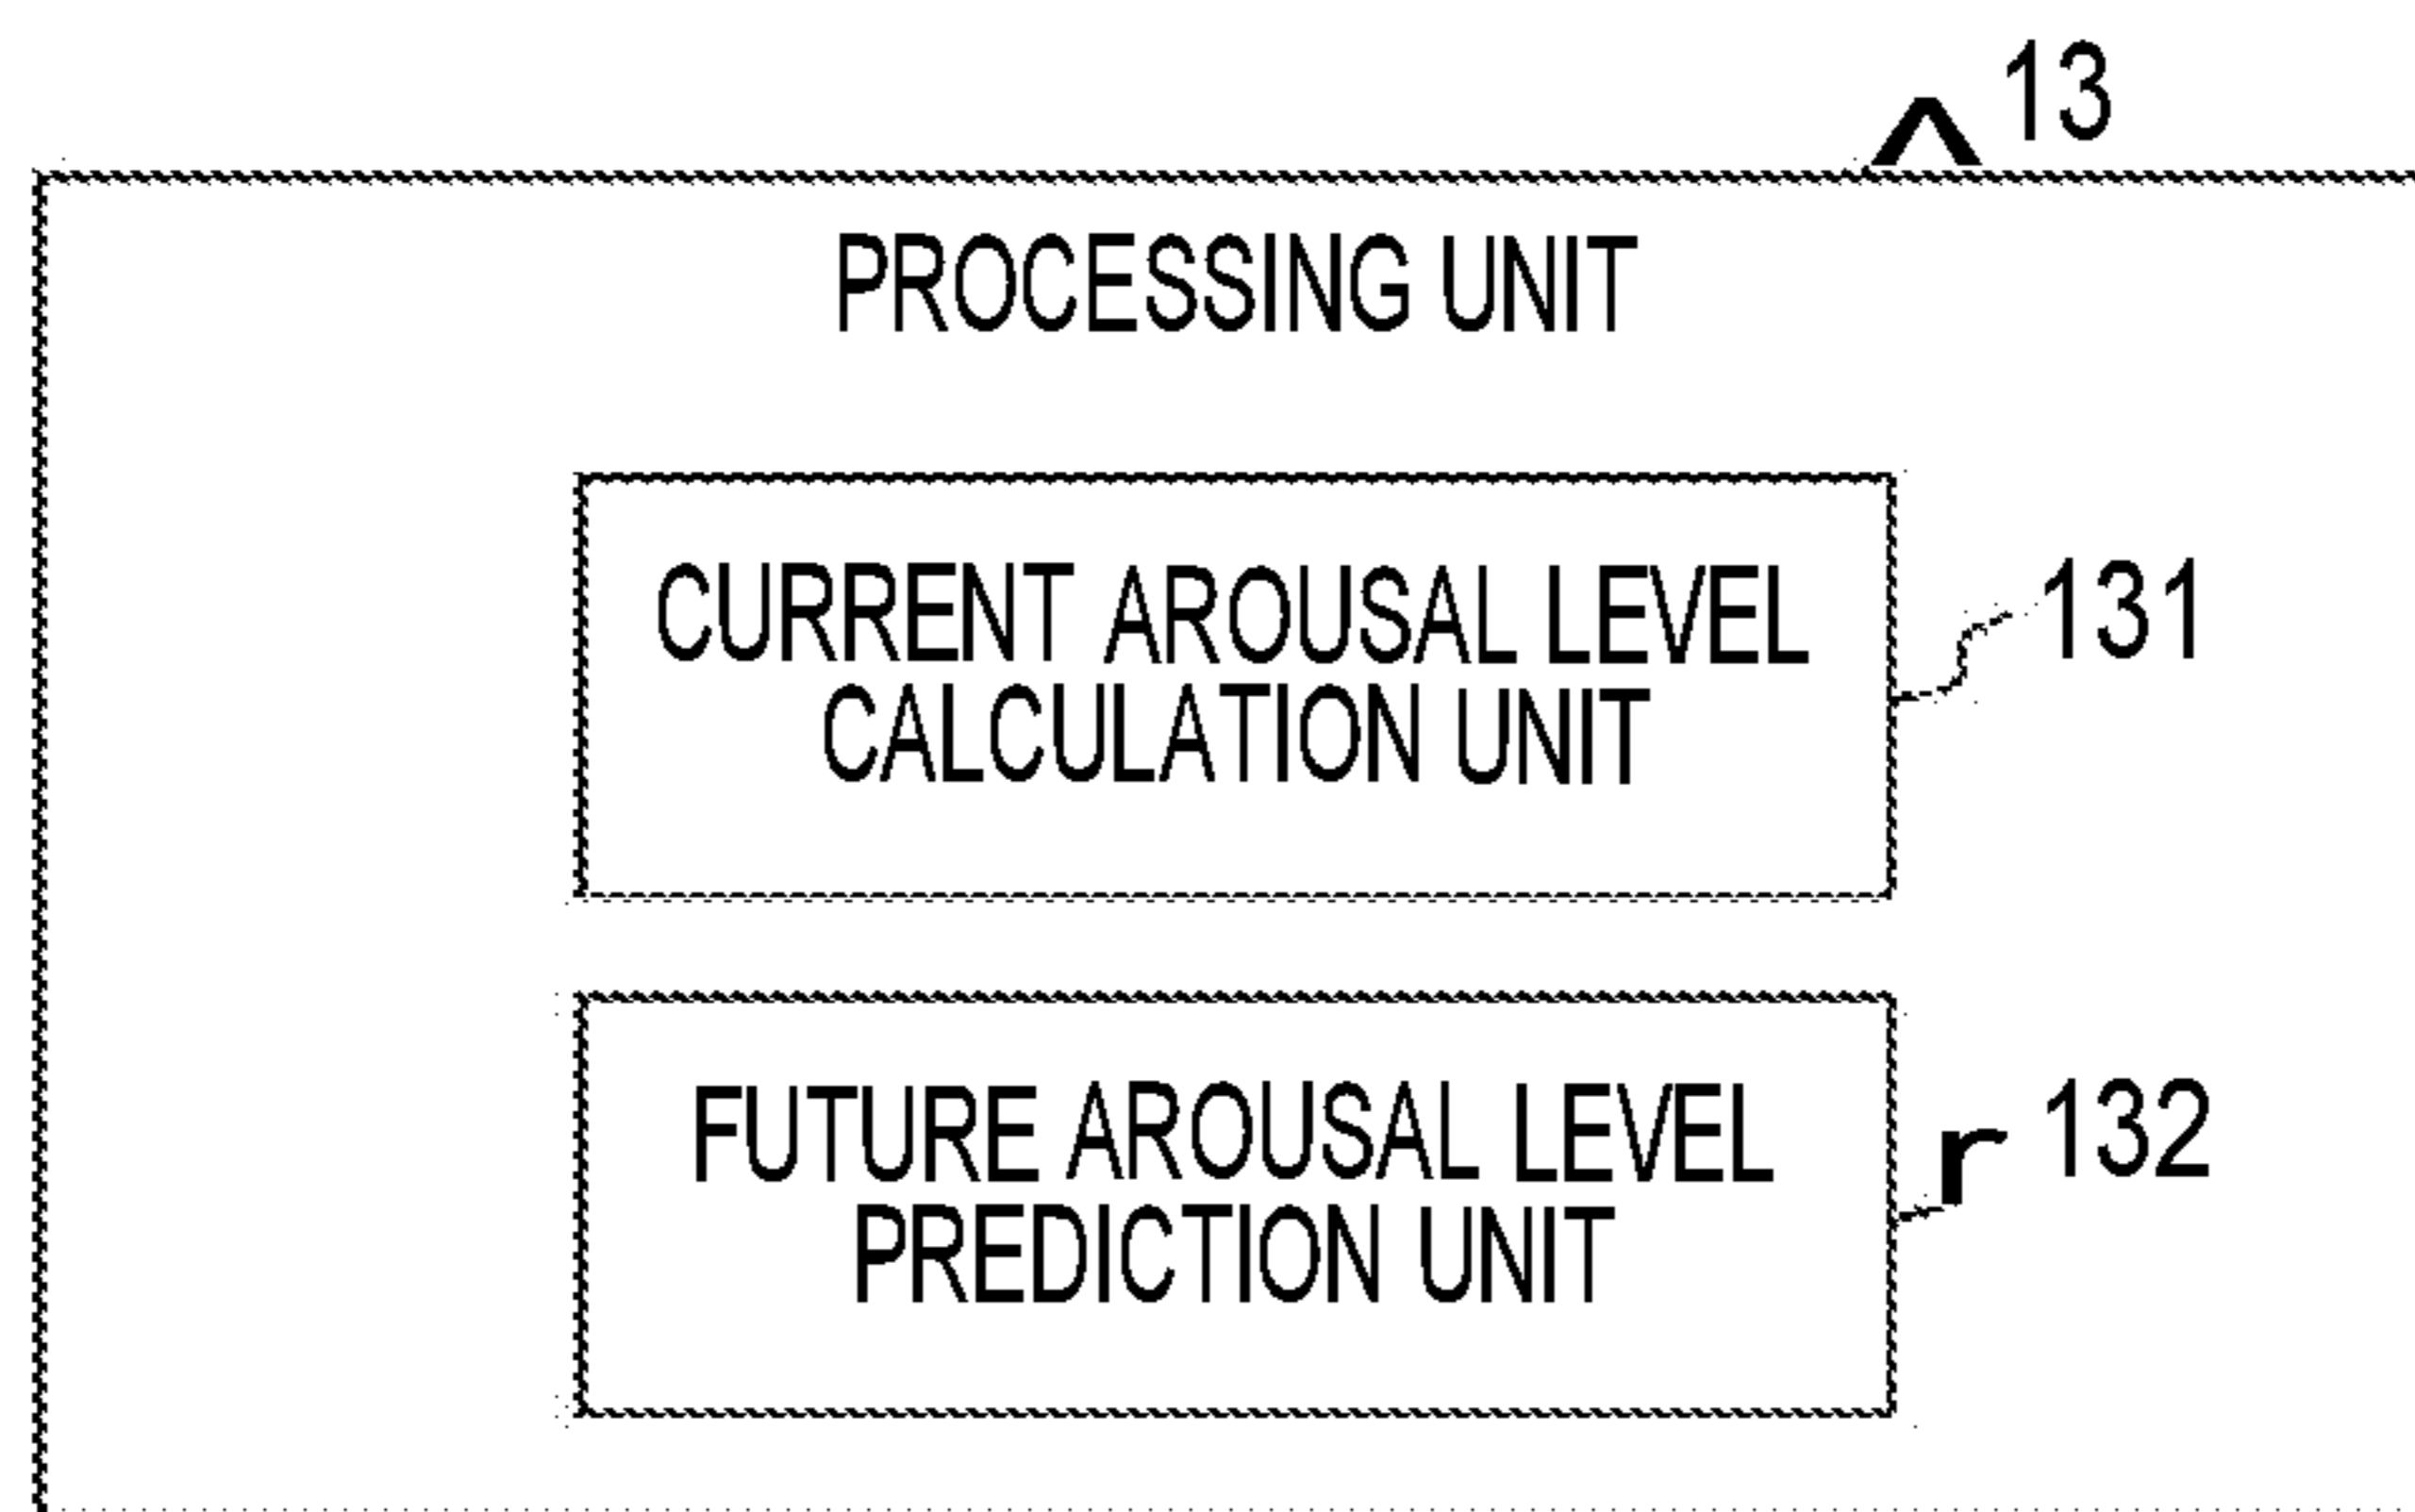 13
PROCESSING UNIT
CURRENT AROUSAL LEVEL
CALCULATION UNIT
131
FUTURE AROUSAL LEVEL
PREDICTION UNIT
132